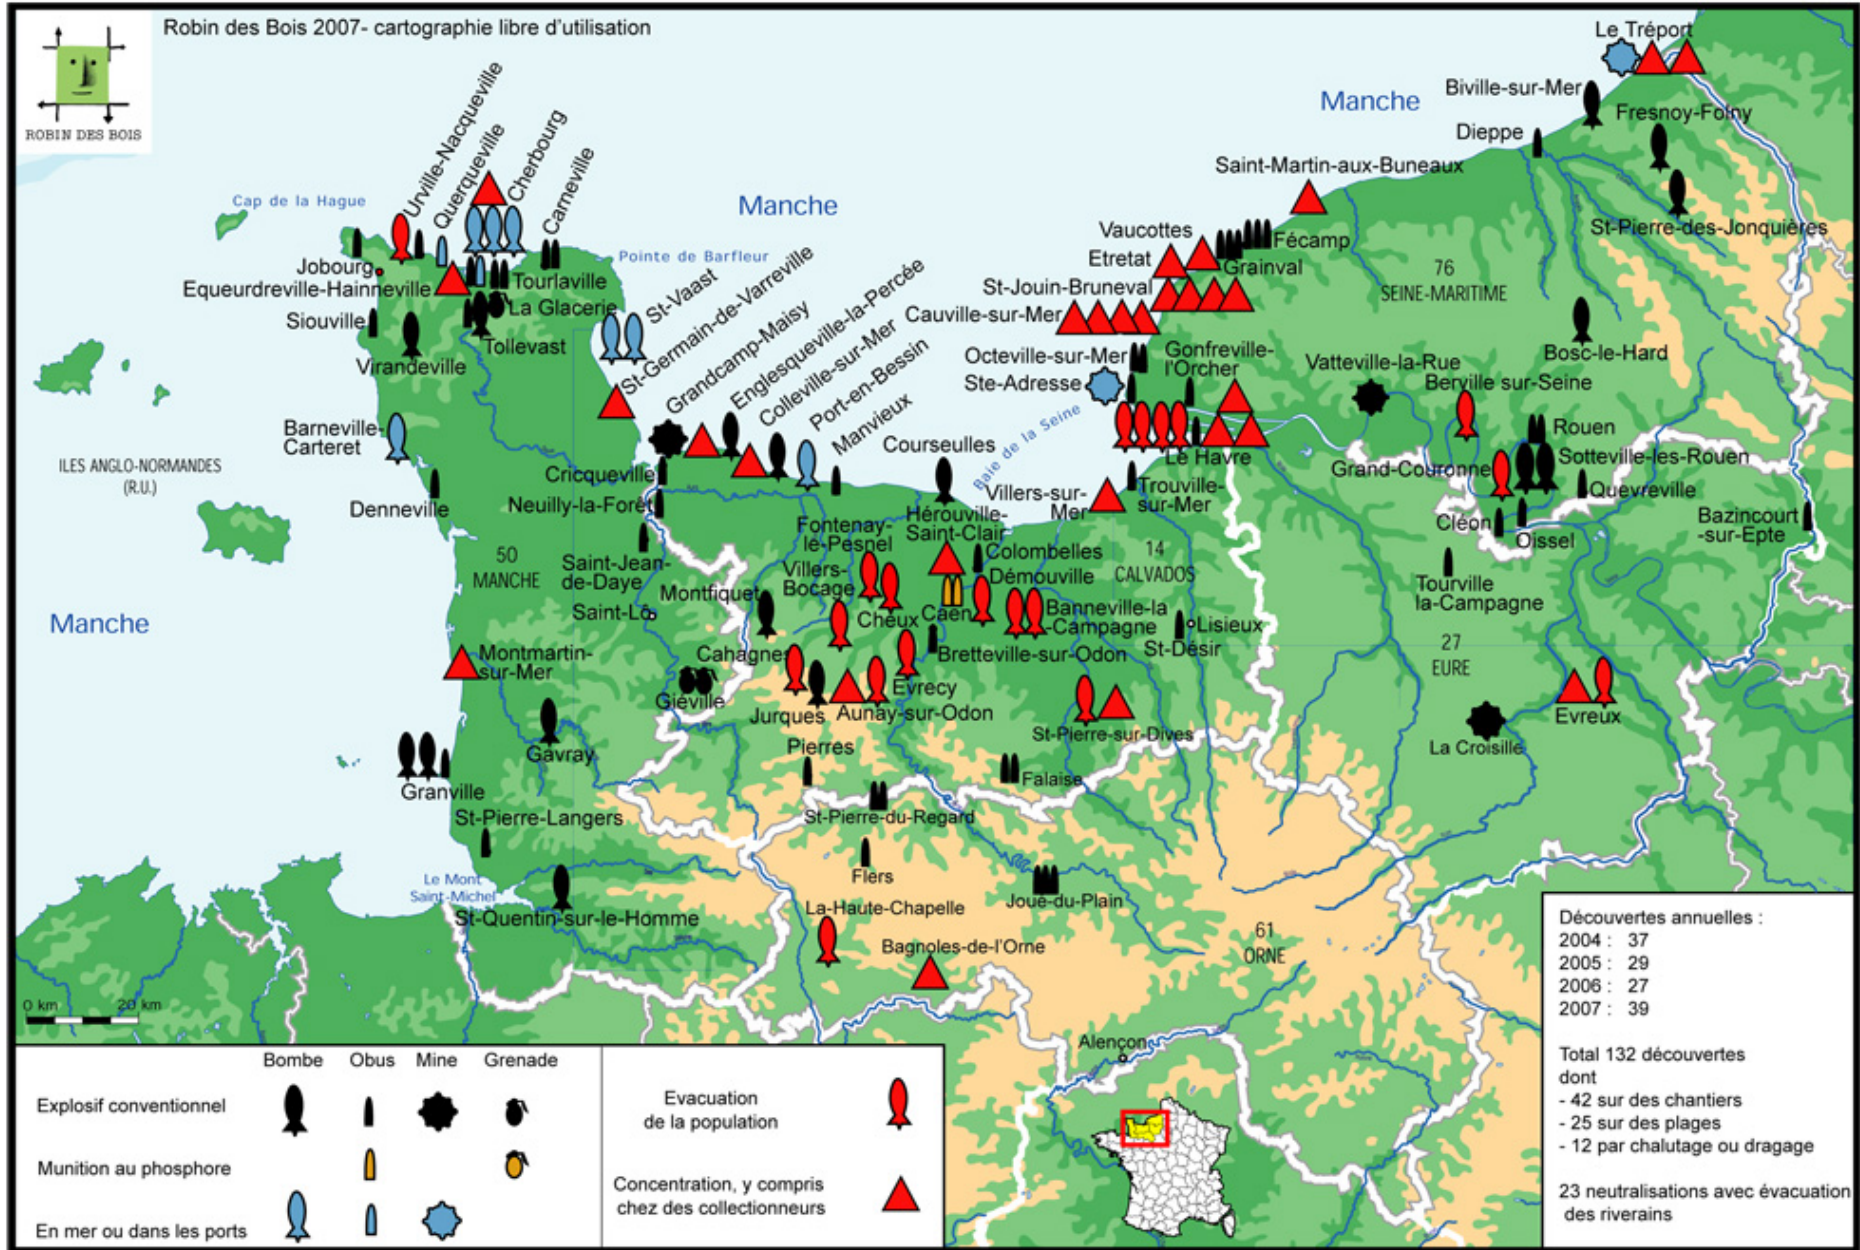 Robin des Bois 2007- cartographie libre d'utilisation
ROBIN DES BOIS
Le Tréport
Manche
Biville-sur-Mer
Fresnoy-Folny
Dieppe
Urville-Nacqueville
Querqueville
Cherbourg
Carneville
Saint-Martin-aux-Buneaux
Cap de la Hague
Manche
St-Pierre-des-Jonquières
Vaucottes
Fécamp
Etretat
Grainval
Pointe de Barfleur
Jobourg
Tourlaville
Equeurdreville-Hainneville
La Glacerie
76
SEINE-MARITIME
St-Jouin-Bruneval
Cauville-sur-Mer
Siouville
Tollevast
Virandeville
St-Vaast
St-Germain-de-Varreville
Grandcamp-Maisy
Englesqueville-la-Percée
Colleville-sur-Mer
Port-en-Bessin
Manvieux
Octeville-sur-Mer
Gonfreville-
l'Orcher
Bosc-le-Hard
Ste-Adresse
Vatteville-la-Rue
Berville sur-Seine
Barneville-
Carteret
Baie de la Seine
Courseulles
Rouen
Le Havre
Grand-Couronne
Sotteville-les-Rouen
ILES ANGLO-NORMANDES
(R.U.)
Cricqueville
Denneville
Neuilly-la-Forêt
Villers-sur-
Mer
Trouville-
sur-Mer
Quevreville
Cléon
Oissel
Bazincourt
-sur-Epte
Fontenay-
le-Pesnel
Hérouville-
Saint-Clair
Colombelles
14
CALVADOS
50
MANCHE
Saint-Jean-
de-Daye
Villers-
Bocage
Démouville
Tourville
la-Campagne
Montfiquet
Saint-Lô
Cheux
Caen
Banneville-la
-Campagne
Manche
Lisieux
St-Désir
27
EURE
Montmartin-
sur-Mer
Cahagnes
Bretteville-sur-Odon
Giéville
Evrecy
Jurques
Aunay-sur-Odon
Evreux
St-Pierre-sur-Dives
La Croisille
Gavray
Pierres
Falaise
Granville
St-Pierre-Langers
St-Pierre-du-Regard
Flers
Le Mont
Saint-Michel
St-Quentin-sur-le-Homme
La-Haute-Chapelle
Joue-du-Plain
Bagnoles-de-l'Orne
61
ORNE
0 km
20 km
Alençon
Bombe
Obus
Mine
Grenade
Explosif conventionnel
Munition au phosphore
En mer ou dans les ports
Evacuation
de la population
Concentration, y compris
chez des collectionneurs
Découvertes annuelles :
2004 : 37
2005 : 29
2006 : 27
2007 : 39
Total 132 découvertes
dont
- 42 sur des chantiers
- 25 sur des plages
- 12 par chalutage ou dragage
23 neutralisations avec évacuation
des riverains